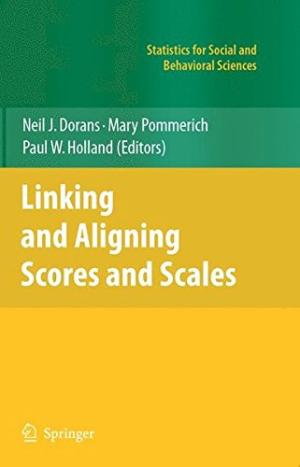 Statistics for Social and
Behavioral Sciences
Neil J. Dorans · Mary Pommerich
Paul W. Holland (Editors)
Linking
and Aligning
Scores and Scales
Springer